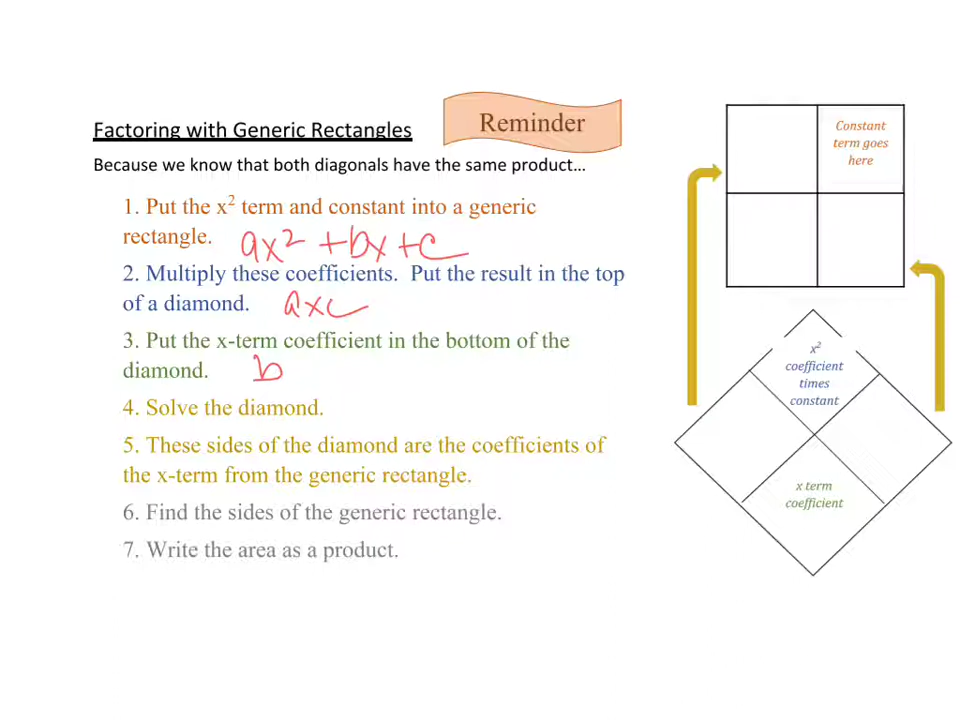 Reminder
Factoring with Generic Rectangles
Because we know that both diagonals have the same product...
1. Put the x² term and constant into a generic
rectangle. ax² + bx + c
2. Multiply these coefficients. Put the result in the top
of a diamond. axc
3. Put the x-term coefficient in the bottom of the
diamond. b
4. Solve the diamond.
5. These sides of the diamond are the coefficients of
the x-term from the generic rectangle.
6. Find the sides of the generic rectangle.
7. Write the area as a product.
Constant
term goes
here
x²
coefficient
times
constant
x term
coefficient